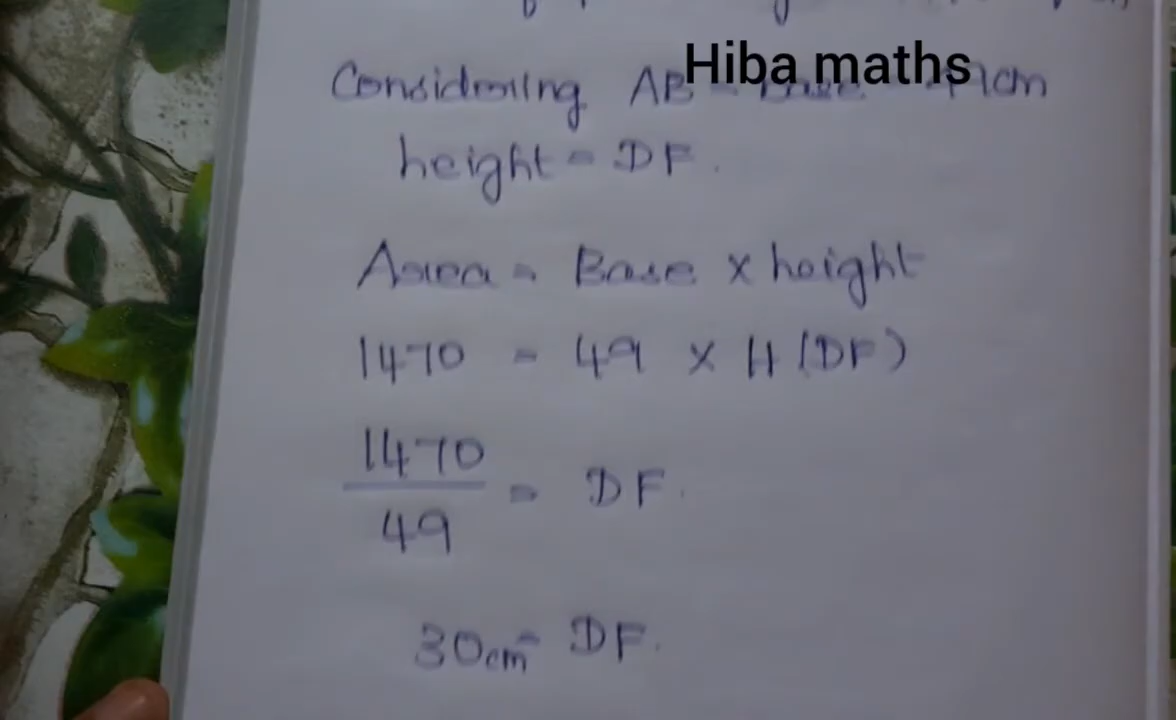 Hiba maths
Considering AB
height = DF.
Area = Base x height
1470 = 49 x H (DF)
1470
49
= DF.
30cm = DF.